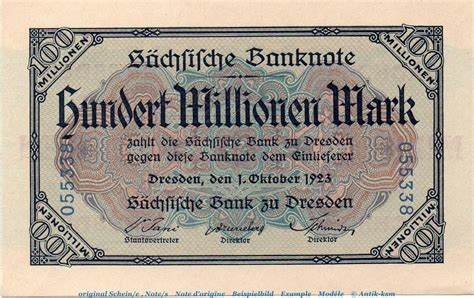 100 MILLIONEN
100 MILLIONEN
Sächsische Banknote
Hundert Millionen Mark
zahlt die Sächsische Bank zu Dresden
gegen diese Banknote dem Einlieferer
Dresden, den 1. Oktober 1923
Sächsische Bank zu Dresden
055338
055338
Staatsvertreter Direktor Direktor
100 MILLIONEN
100 MILLIONEN
original Schein/e , Note/s Note d'origine Beispielbild Example Modéle © Antik-ksm